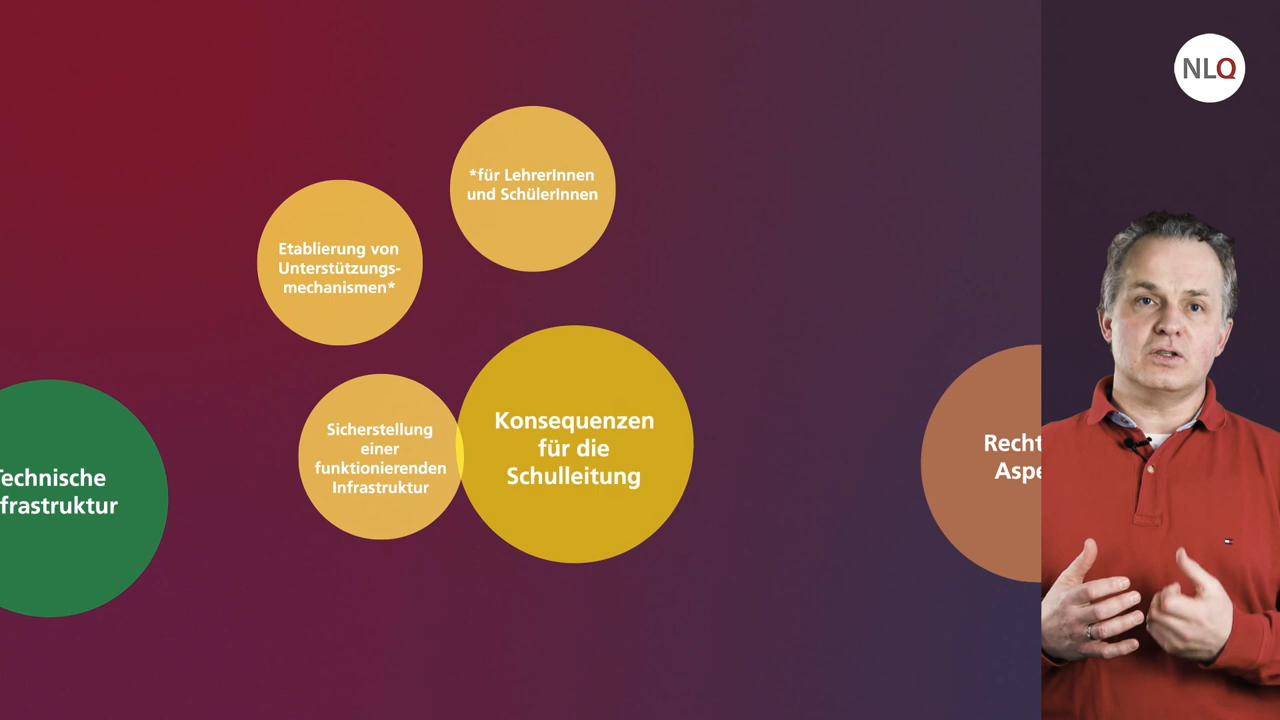 NLQ
*für LehrerInnen
und SchülerInnen
Etablierung von
Unterstützungs-
mechanismen*
Sicherstellung
einer
funktionierenden
Infrastruktur
Konsequenzen
für die
Schulleitung
Technische
frastruktur
Recht
Aspe